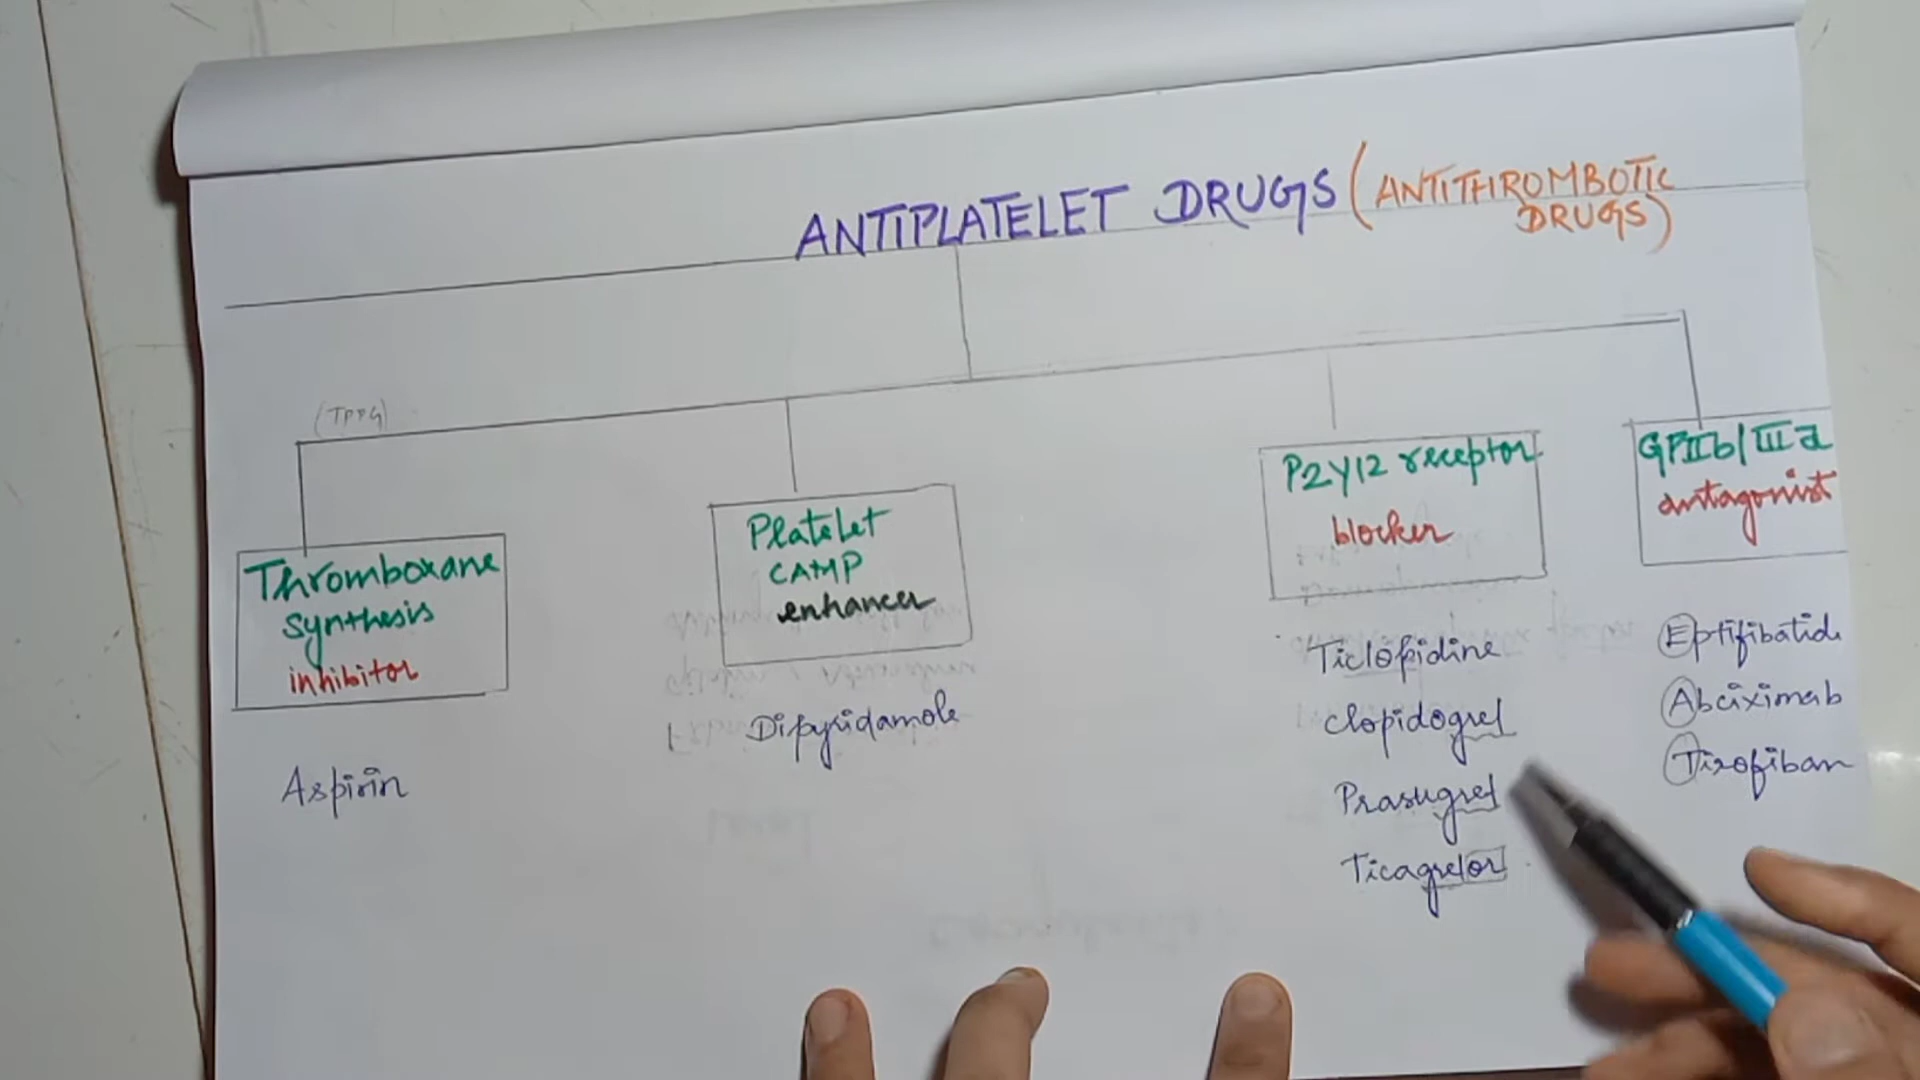 ANTIPLATELET DRUGS (ANTITHROMBOTIC
DRUGS)
(TPPG)
Thromboxane
synthesis
inhibitor
Aspirin
Platelet
CAMP
enhancer
Dipyridamole
P2Y12 receptor
blocker
Ticlopidine
Clopidogrel
Prasugrel
Ticagrelor
GPIIb/IIIa
antagonist
Eptifibatide
Abciximab
Tirofiban